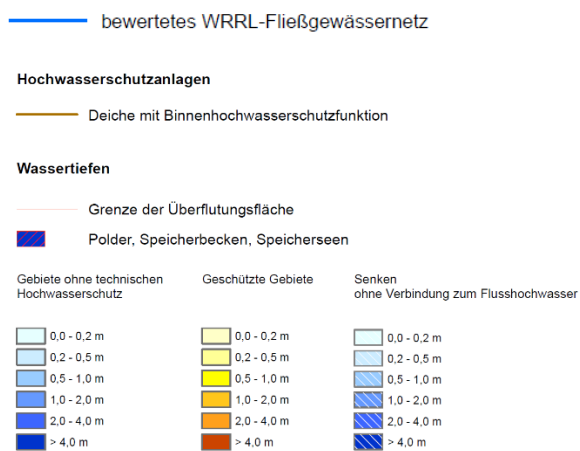 bewertetes WRRL-Fließgewässernetz
Hochwasserschutzanlagen
Deiche mit Binnenhochwasserschutzfunktion
Wassertiefen
Grenze der Überflutungsfläche
Polder, Speicherbecken, Speicherseen
Gebiete ohne technischen
Hochwasserschutz
0,0 - 0,2 m
0,2 - 0,5 m
0,5 - 1,0 m
1,0 - 2,0 m
2,0 - 4,0 m
> 4,0 m
Geschützte Gebiete
0,0 - 0,2 m
0,2 - 0,5 m
0,5 - 1,0 m
1,0 - 2,0 m
2,0 - 4,0 m
> 4,0 m
Senken
ohne Verbindung zum Flusshochwasser
0,0 - 0,2 m
0,2 - 0,5 m
0,5 - 1,0 m
1,0 - 2,0 m
2,0 - 4,0 m
> 4,0 m